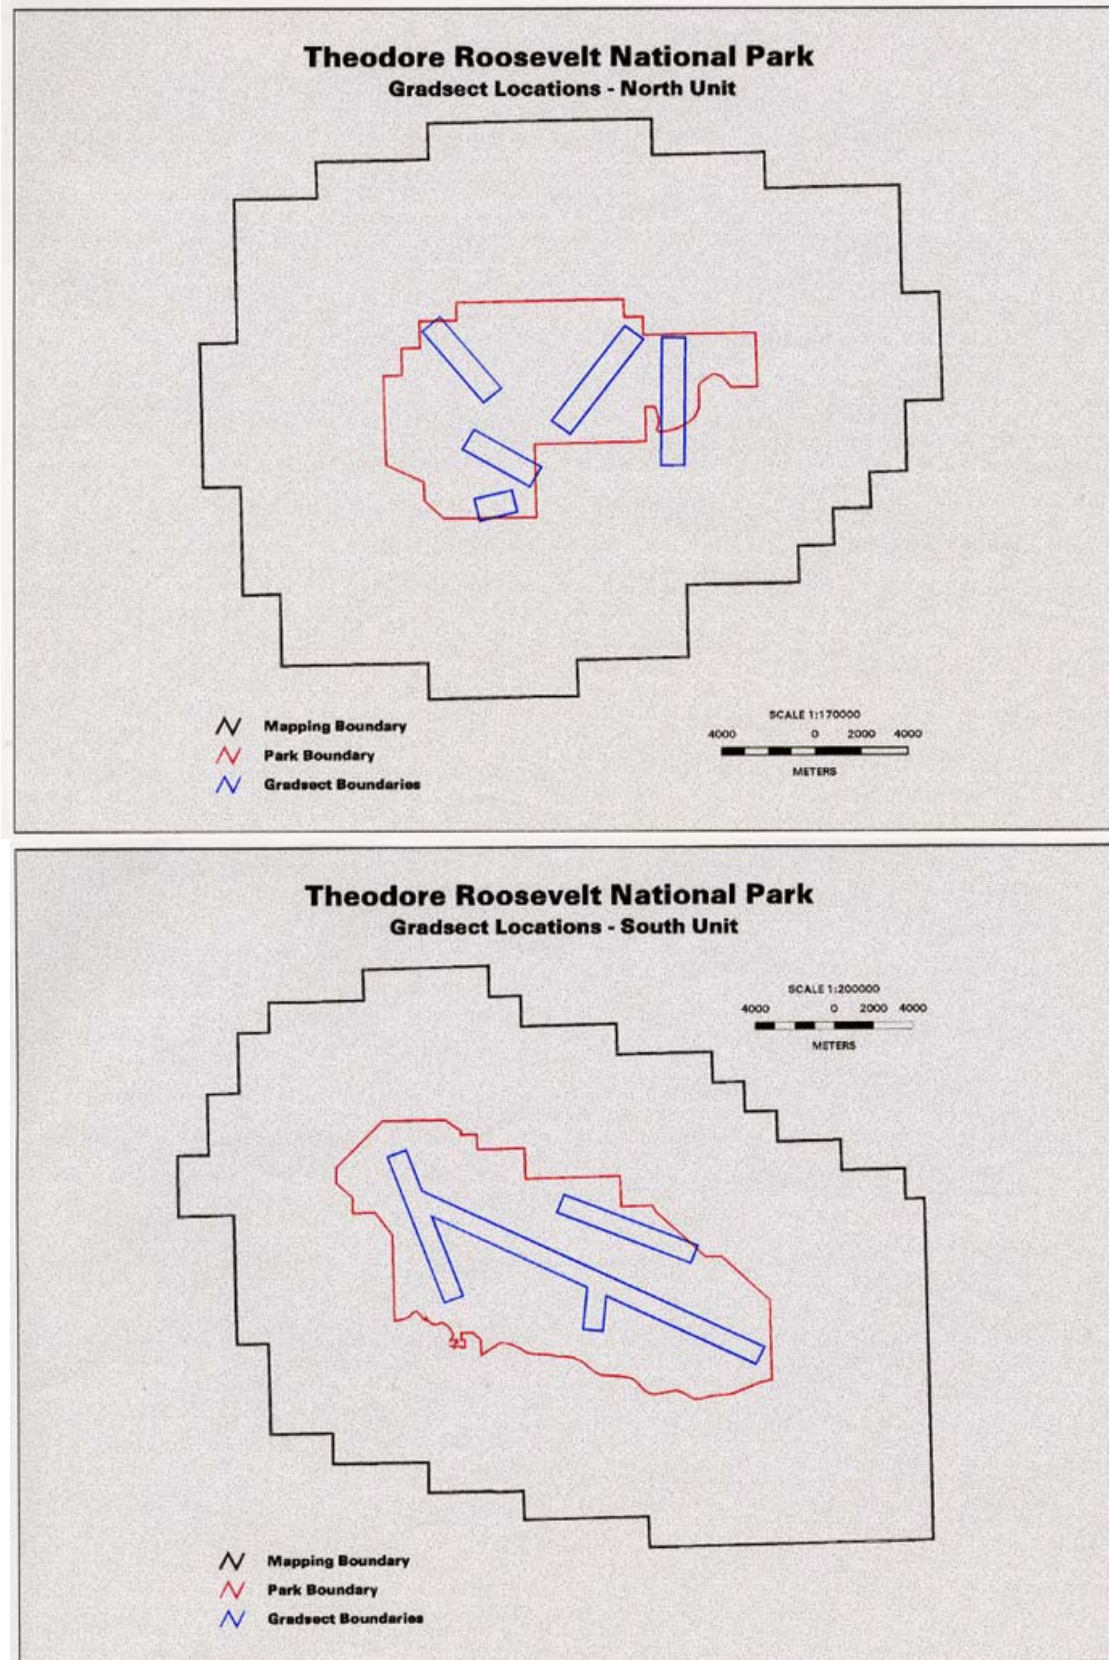 Theodore Roosevelt National Park
Gradsect Locations - North Unit
Mapping Boundary
Park Boundary
Gradsect Boundaries
SCALE 1:170000
4000 0 2000 4000
METERS
Theodore Roosevelt National Park
Gradsect Locations - South Unit
SCALE 1:200000
4000 0 2000 4000
METERS
Mapping Boundary
Park Boundary
Gradsect Boundaries